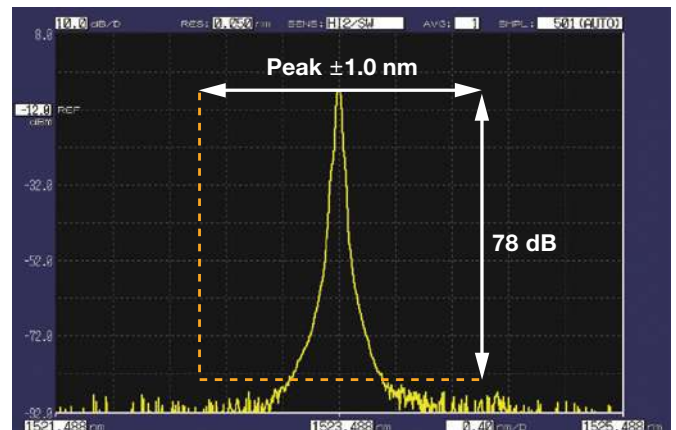 10.0 dB/D RES: 0.050 nm SENS: HI2/SW AVG: 1 SMPL: 501 (AUTO)
8.0
Peak ±1.0 nm
-12.0 REF
dBm
-32.0
78 dB
-52.0
-72.0
-92.0
1521.488 nm 1523.488 nm 0.40 nm/D 1525.488 nm